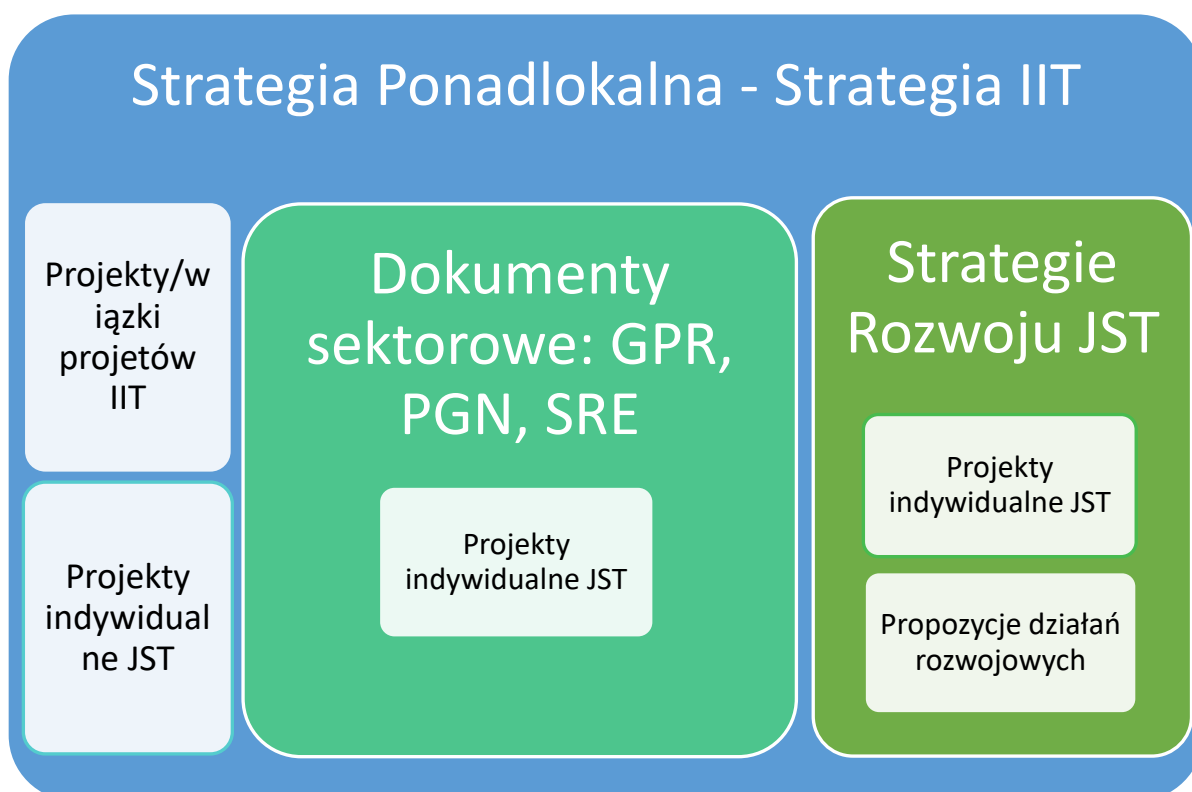 Strategia Ponadlokalna - Strategia IIT
Projekty/w
iązki
projetów
IIT
Projekty
indywidual
ne JST
Dokumenty
sektorowe: GPR,
PGN, SRE
Projekty
indywidualne JST
Strategie
Rozwoju JST
Projekty
indywidualne JST
Propozycje działań
rozwojowych